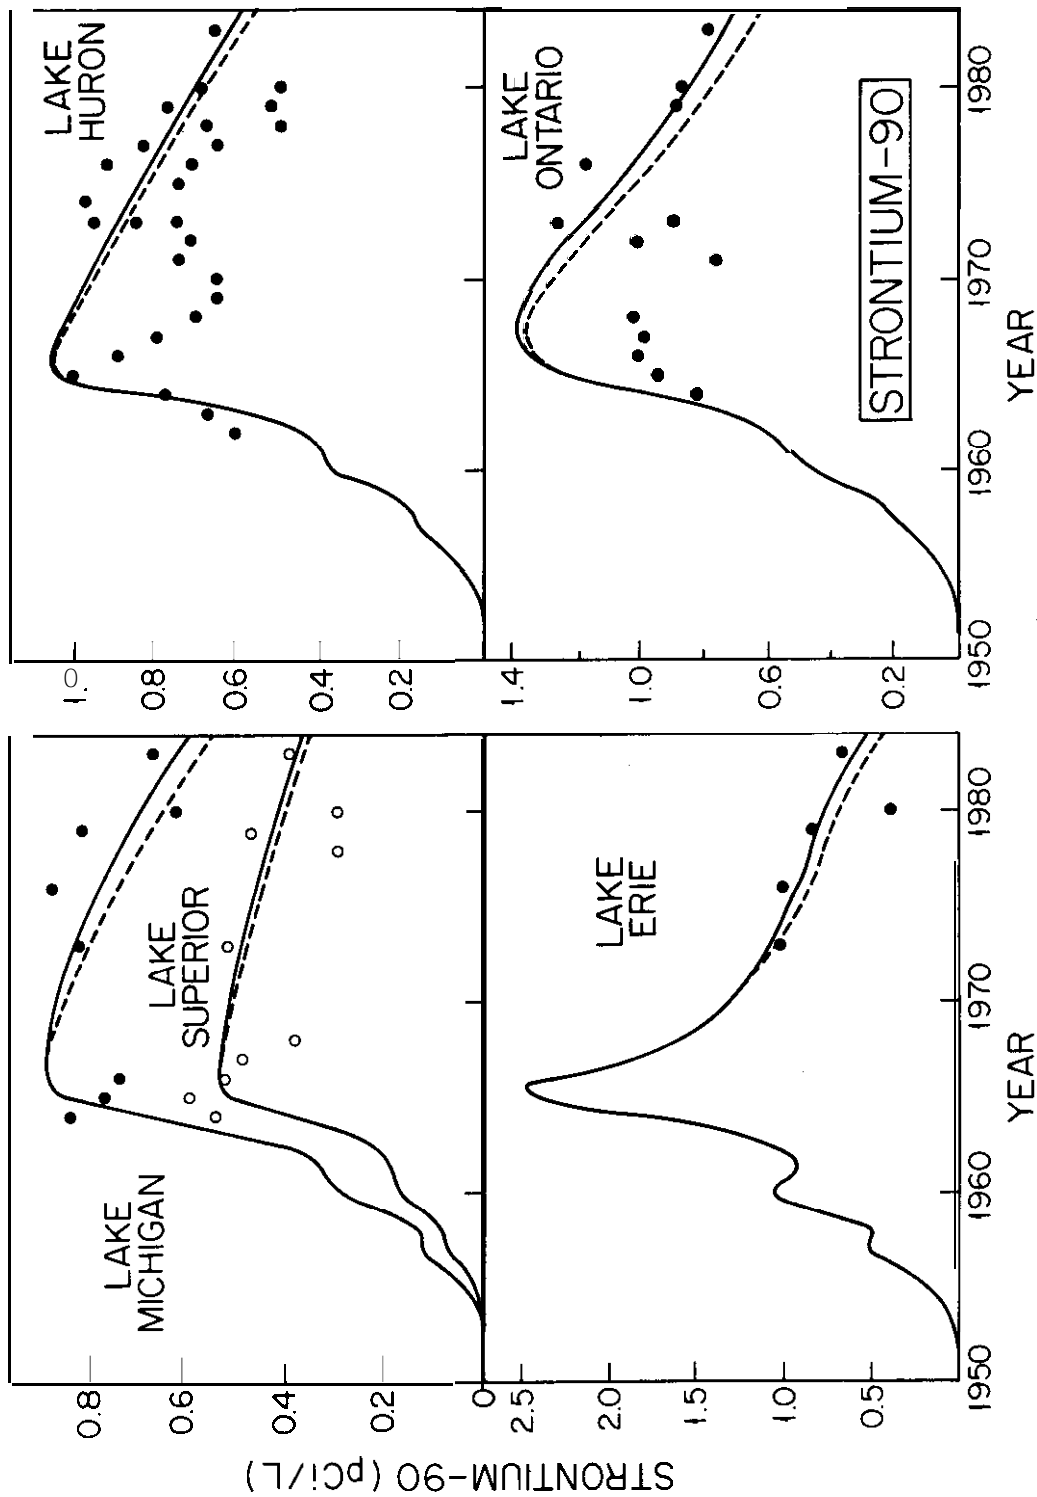 STRONTIUM-90 (pCi/L)
0.8
0.6
0.4
0.2
0
LAKE
MICHIGAN
LAKE
SUPERIOR
1.0
0.8
0.6
0.4
0.2
LAKE
HURON
2.5
2.0
1.5
1.0
0.5
LAKE
ERIE
1950
1960
1970
1980
YEAR
1.4
1.0
0.6
0.2
LAKE
ONTARIO
STRONTIUM-90
1950
1960
1970
1980
YEAR